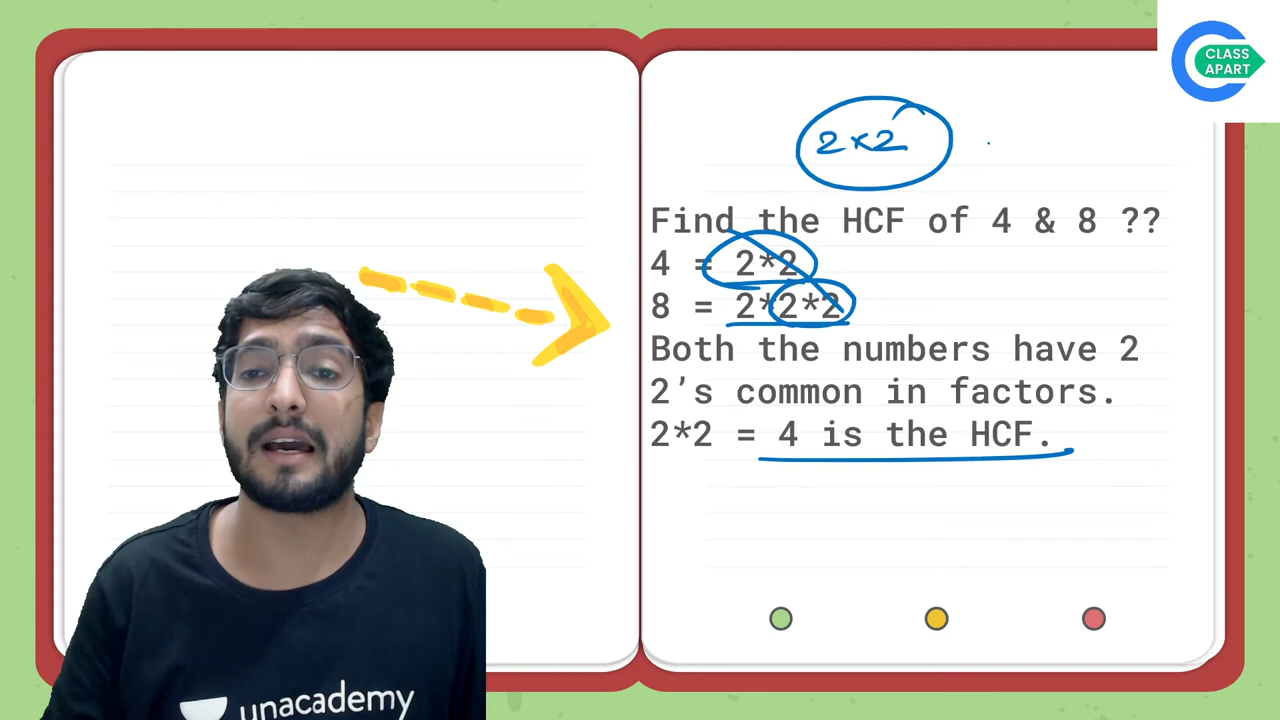 CLASS
APART
2×2
Find the HCF of 4 & 8 ??
4 = 2*2
8 = 2*2*2
Both the numbers have 2
2’s common in factors.
2*2 = 4 is the HCF.
unacademy